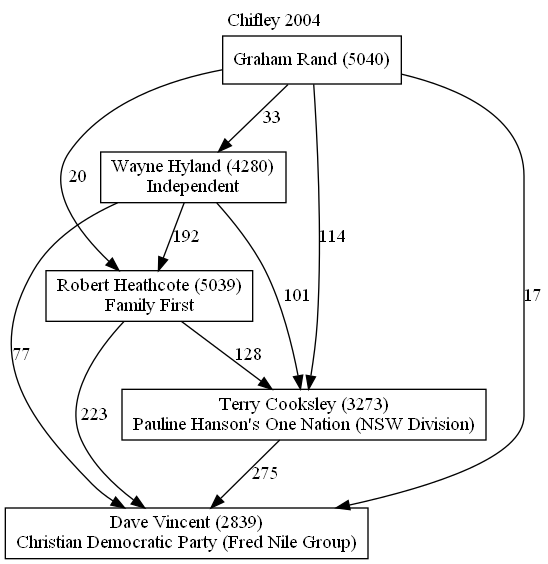 Chifley 2004
Graham Rand (5040)
33
Wayne Hyland (4280)
Independent
20
192
114
Robert Heathcote (5039)
Family First
101
17
77
128
223
Terry Cooksley (3273)
Pauline Hanson's One Nation (NSW Division)
275
Dave Vincent (2839)
Christian Democratic Party (Fred Nile Group)